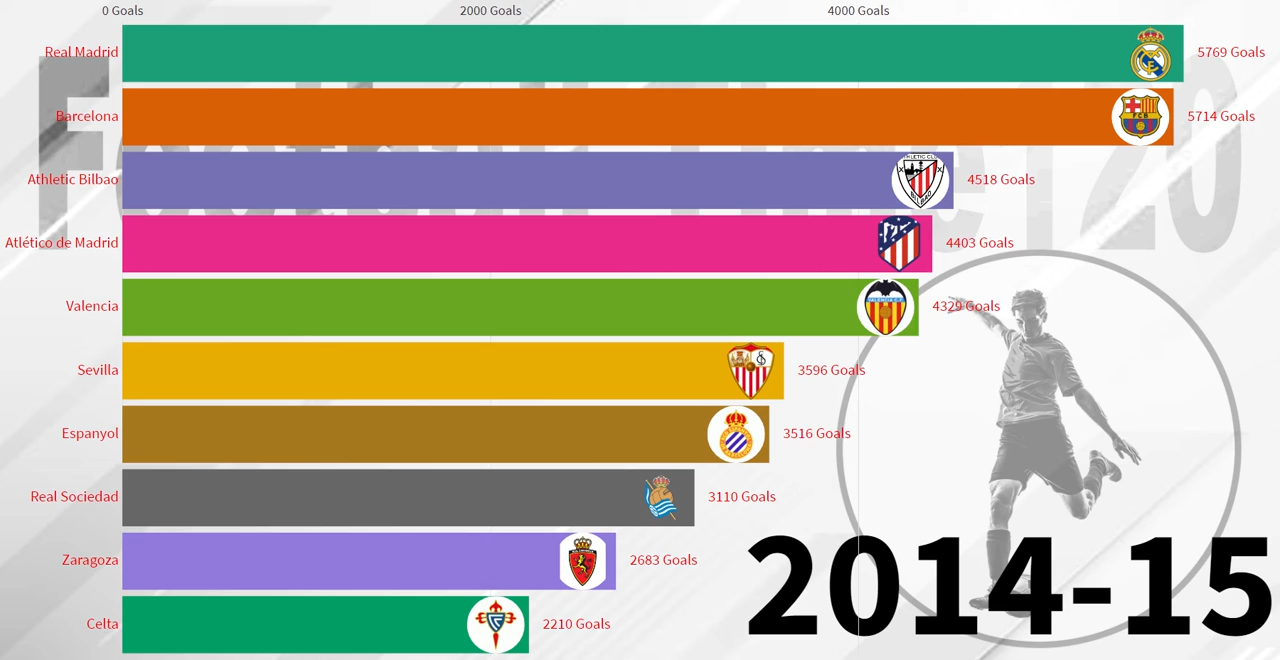 0 Goals 2000 Goals 4000 Goals
Real Madrid 5769 Goals
Barcelona FCB 5714 Goals
Athletic Bilbao 4518 Goals
Atlético de Madrid 4403 Goals
Valencia 4329 Goals
Sevilla 3596 Goals
Espanyol 3516 Goals
Real Sociedad 3110 Goals
Zaragoza 2683 Goals
Celta 2210 Goals
2014-15